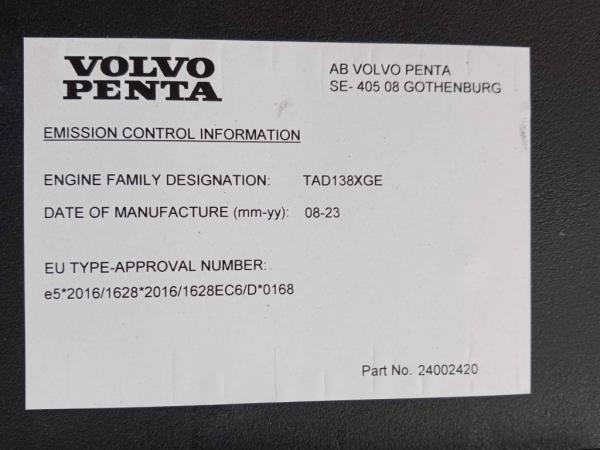 VOLVO
PENTA
AB VOLVO PENTA
SE- 405 08 GOTHENBURG
EMISSION CONTROL INFORMATION
ENGINE FAMILY DESIGNATION: TAD138XGE
DATE OF MANUFACTURE (mm-yy): 08-23
EU TYPE-APPROVAL NUMBER:
e5*2016/1628*2016/1628EC6/D*0168
Part No. 24002420